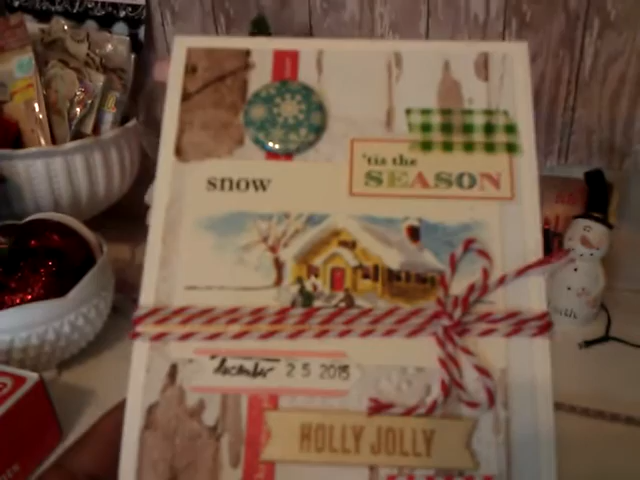 'tis the
SEASON
snow
December 25 2015
HOLLY JOLLY